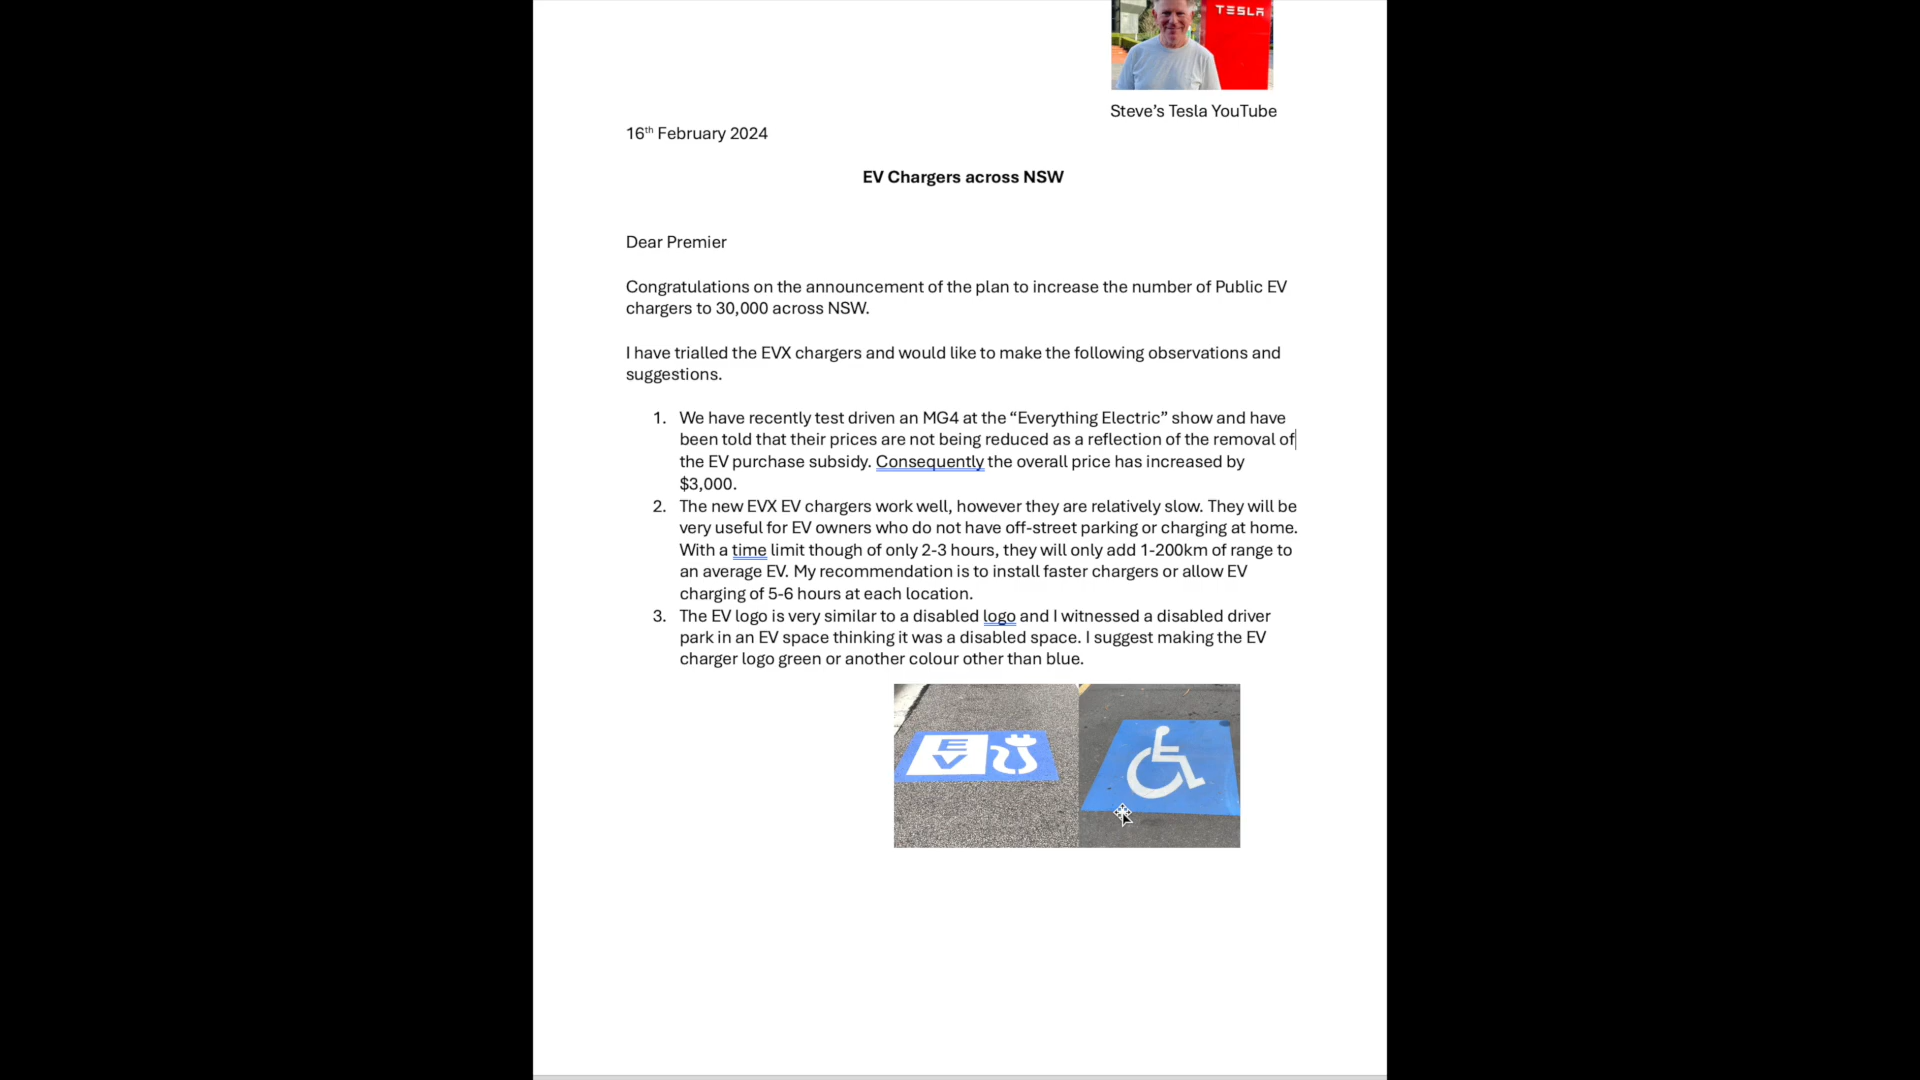 TESLA
Steve’s Tesla YouTube
16th February 2024
EV Chargers across NSW
Dear Premier
Congratulations on the announcement of the plan to increase the number of Public EV
chargers to 30,000 across NSW.
I have trialled the EVX chargers and would like to make the following observations and
suggestions.
1. We have recently test driven an MG4 at the “Everything Electric” show and have
been told that their prices are not being reduced as a reflection of the removal of
the EV purchase subsidy. Consequently the overall price has increased by
$3,000.
2. The new EVX EV chargers work well, however they are relatively slow. They will be
very useful for EV owners who do not have off-street parking or charging at home.
With a time limit though of only 2-3 hours, they will only add 1-200km of range to
an average EV. My recommendation is to install faster chargers or allow EV
charging of 5-6 hours at each location.
3. The EV logo is very similar to a disabled logo and I witnessed a disabled driver
park in an EV space thinking it was a disabled space. I suggest making the EV
charger logo green or another colour other than blue.
E
V